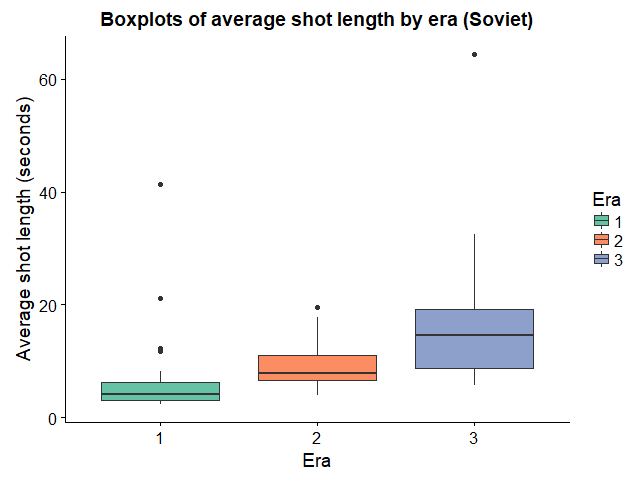 Boxplots of average shot length by era (Soviet)
Average shot length (seconds)
60
40
20
0
1
2
3
Era
Era
1
2
3